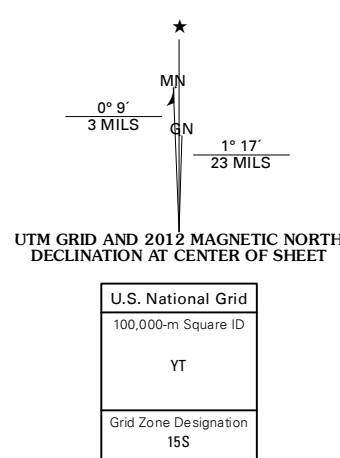 ★
MN
0° 9´
3 MILS
GN
1° 17´
23 MILS
UTM GRID AND 2012 MAGNETIC NORTH
DECLINATION AT CENTER OF SHEET
U.S. National Grid
100,000-m Square ID
YT
Grid Zone Designation
15S